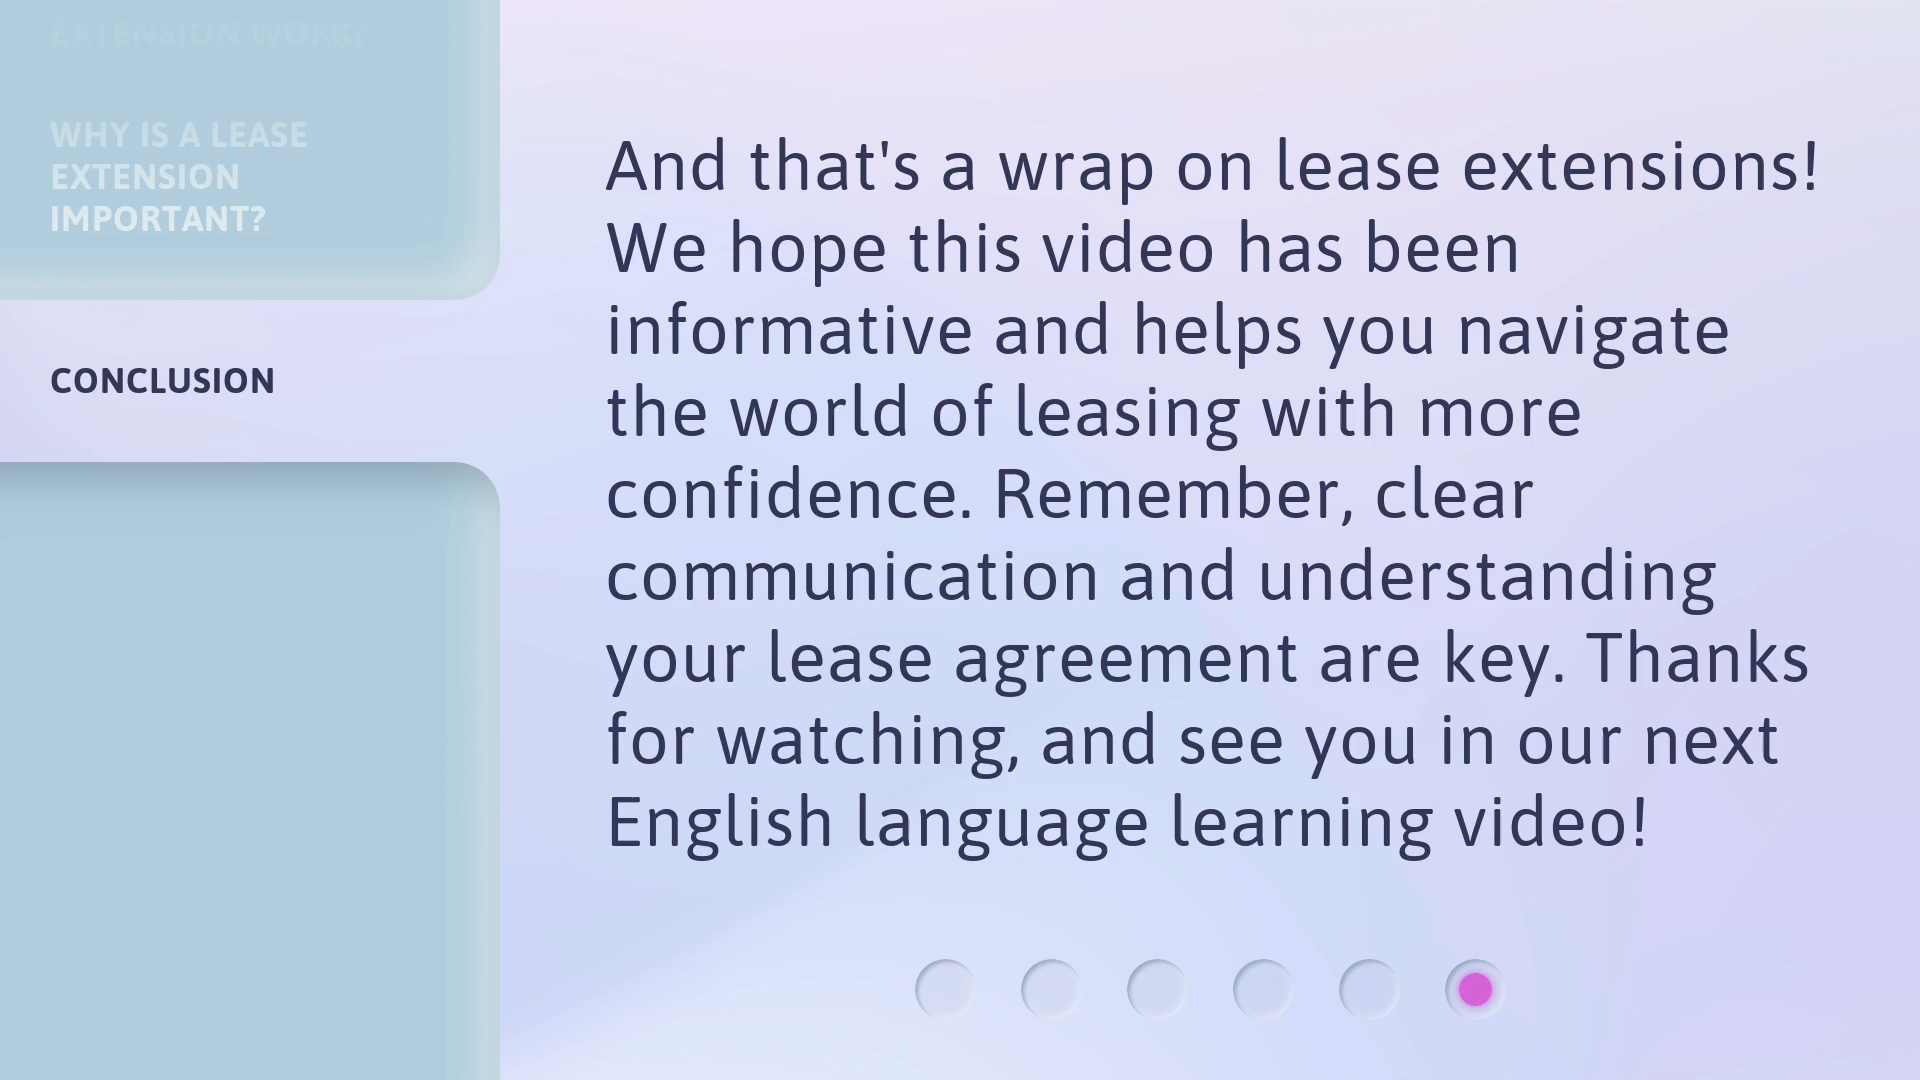 EXTENSION WORK?
WHY IS A LEASE
EXTENSION
IMPORTANT?
CONCLUSION
And that's a wrap on lease extensions!
We hope this video has been
informative and helps you navigate
the world of leasing with more
confidence. Remember, clear
communication and understanding
your lease agreement are key. Thanks
for watching, and see you in our next
English language learning video!